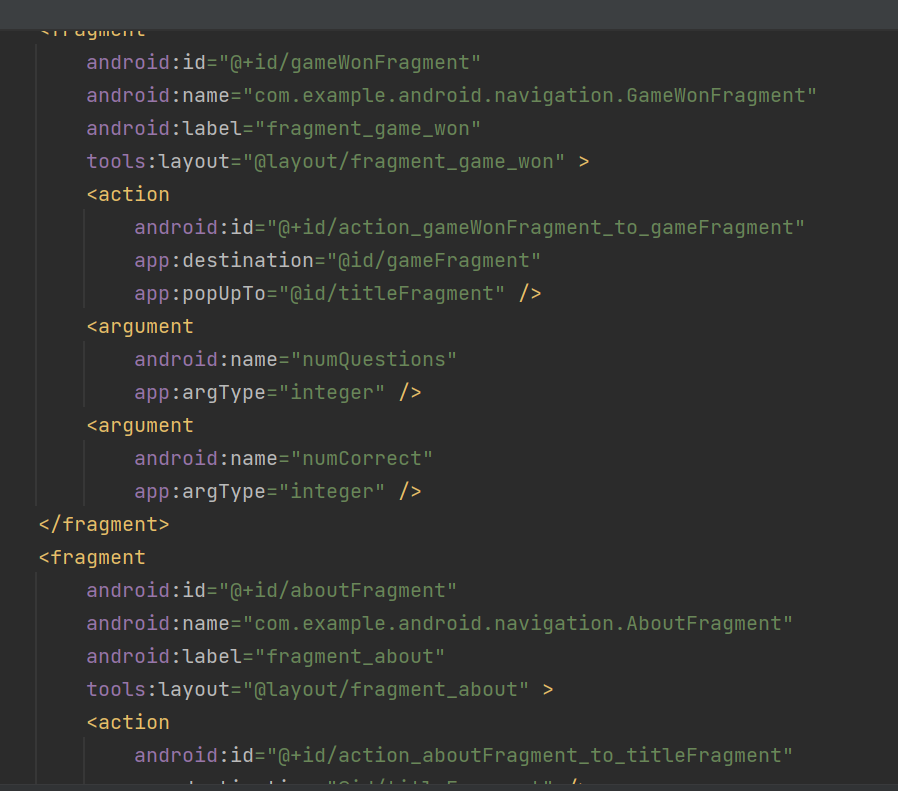 <fragment
android:id="@+id/gameWonFragment"
android:name="com.example.android.navigation.GameWonFragment"
android:label="fragment_game_won"
tools:layout="@layout/fragment_game_won" >
<action
android:id="@+id/action_gameWonFragment_to_gameFragment"
app:destination="@id/gameFragment"
app:popUpTo="@id/titleFragment" />
<argument
android:name="numQuestions"
app:argType="integer" />
<argument
android:name="numCorrect"
app:argType="integer" />
</fragment>
<fragment
android:id="@+id/aboutFragment"
android:name="com.example.android.navigation.AboutFragment"
android:label="fragment_about"
tools:layout="@layout/fragment_about" >
<action
android:id="@+id/action_aboutFragment_to_titleFragment"